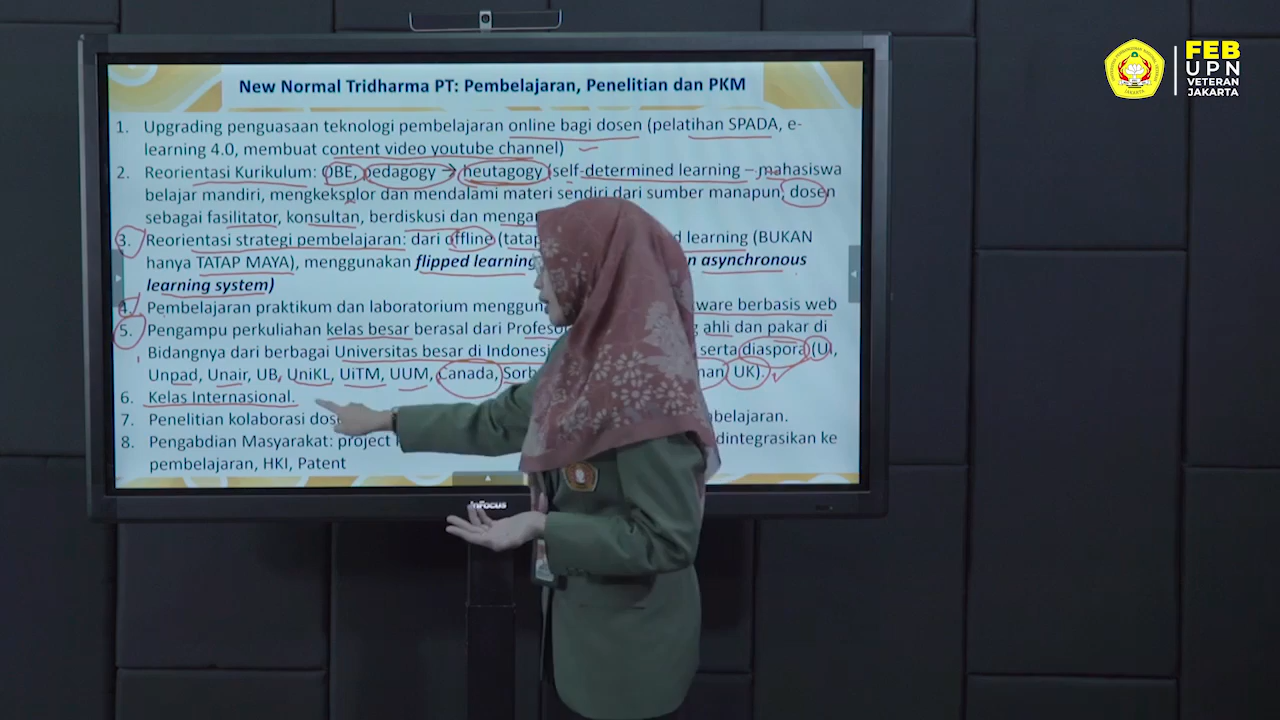 New Normal Tridharma PT: Pembelajaran, Penelitian dan PKM
1. Upgrading penguasaan teknologi pembelajaran online bagi dosen (pelatihan SPADA, e-
learning 4.0, membuat content video youtube channel)
2. Reorientasi Kurikulum: OBE, pedagogy → heutagogy (self-determined learning – mahasiswa
belajar mandiri, mengkeksplor dan mendalami materi sendiri dari sumber manapun, dosen
sebagai fasilitator, konsultan, berdiskusi dan
3. Reorientasi strategi pembelajaran: dari offline learning (BUKAN
hanya TATAP MAYA), menggunakan flipped learning asynchronous
learning system)
4. Pembelajaran praktikum dan laboratorium berbasis web
5. Pengampu perkuliahan kelas besar berasal dari ahli dan pakar di
Bidangnya dari berbagai Universitas besar di serta diaspora (UI,
Unpad, Unair, UB, UniKL, UiTM, UUM, Canada, UK).
6. Kelas Internasional.
7. Penelitian kolaborasi
8. Pengabdian Masyarakat: project ke
pembelajaran, HKI, Patent
InFocus
FEB
UPN
VETERAN
JAKARTA